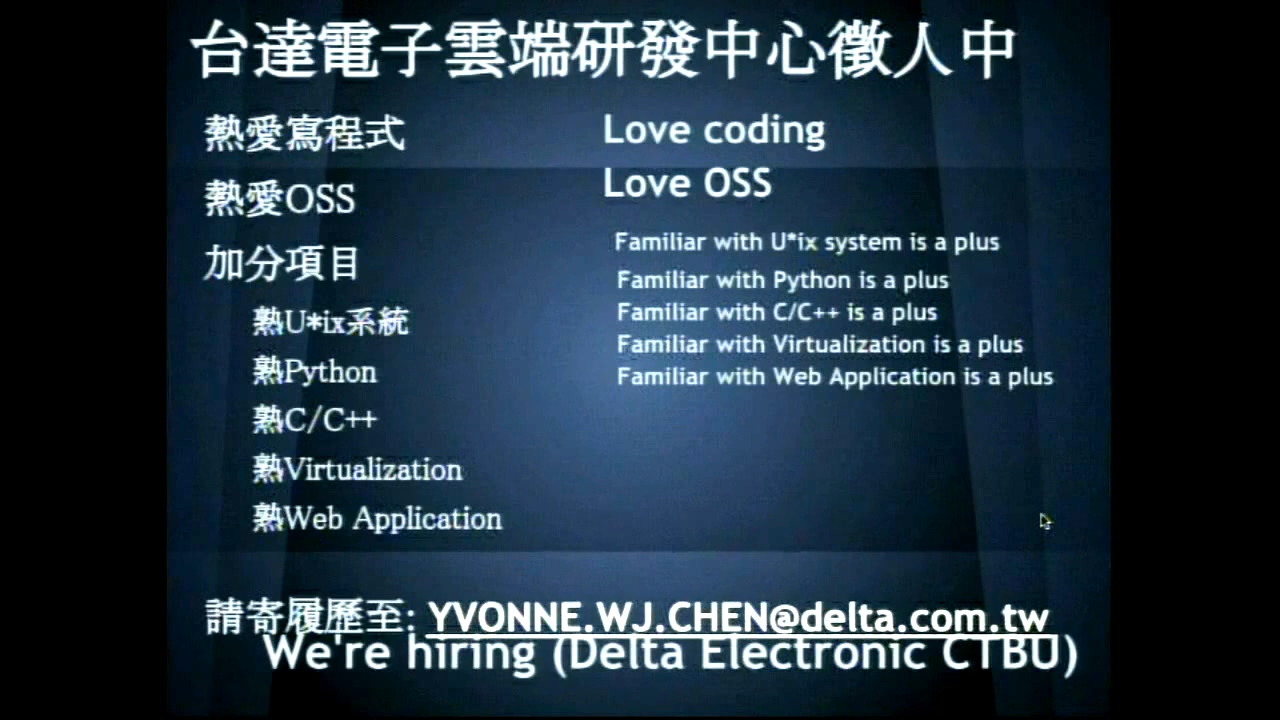 台達電子雲端研發中心徵人中
熱愛寫程式
熱愛OSS
加分項目
熟U*ix系統
熟Python
熟C/C++
熟Virtualization
熟Web Application
Love coding
Love OSS
Familiar with U*ix system is a plus
Familiar with Python is a plus
Familiar with C/C++ is a plus
Familiar with Virtualization is a plus
Familiar with Web Application is a plus
請寄履歷至: YVONNE.WJ.CHEN@delta.com.tw
We're hiring (Delta Electronic CTBU)